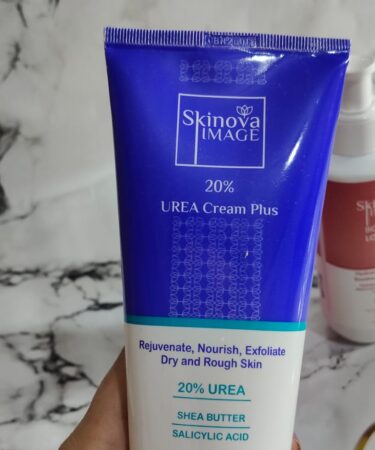 Skinova
IMAGE
20%
UREA Cream Plus
Rejuvenate, Nourish, Exfoliate
Dry and Rough Skin
20% UREA
SHEA BUTTER
SALICYLIC ACID